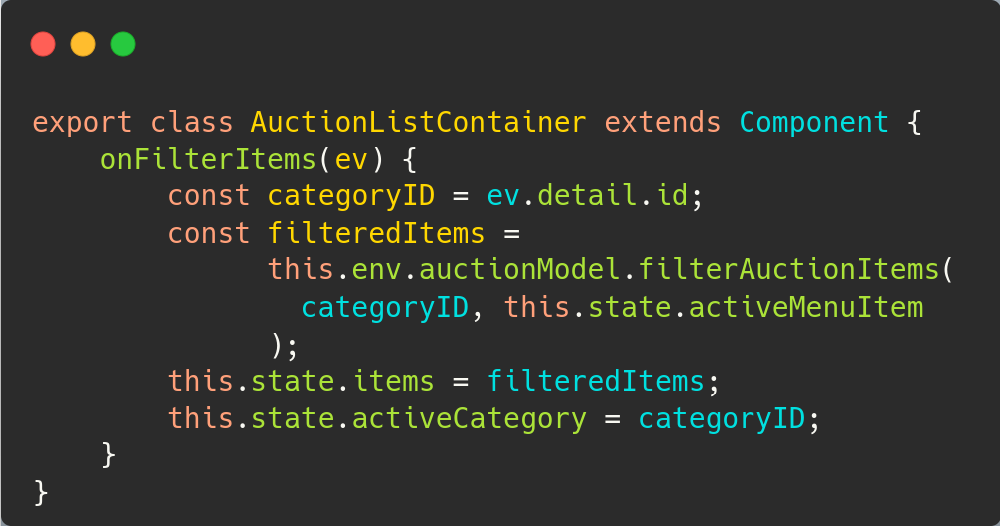 export class AuctionListContainer extends Component {
    onFilterItems(ev) {
        const categoryID = ev.detail.id;
        const filteredItems =
              this.env.auctionModel.filterAuctionItems(
                categoryID, this.state.activeMenuItem
              );
        this.state.items = filteredItems;
        this.state.activeCategory = categoryID;
    }
}